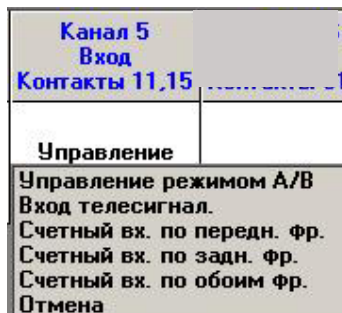 Канал 5
Вход
Контакты 11,15
Управление
Управление режимом А/В
Вход телесигнал.
Счетный вх. по передн. фр.
Счетный вх. по задн. фр.
Счетный вх. по обоим фр.
Отмена